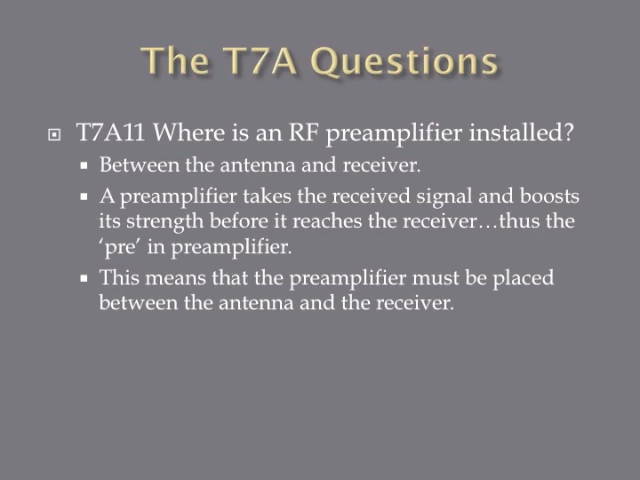 The T7A Questions
T7A11 Where is an RF preamplifier installed?
Between the antenna and receiver.
A preamplifier takes the received signal and boosts
its strength before it reaches the receiver…thus the
‘pre’ in preamplifier.
This means that the preamplifier must be placed
between the antenna and the receiver.